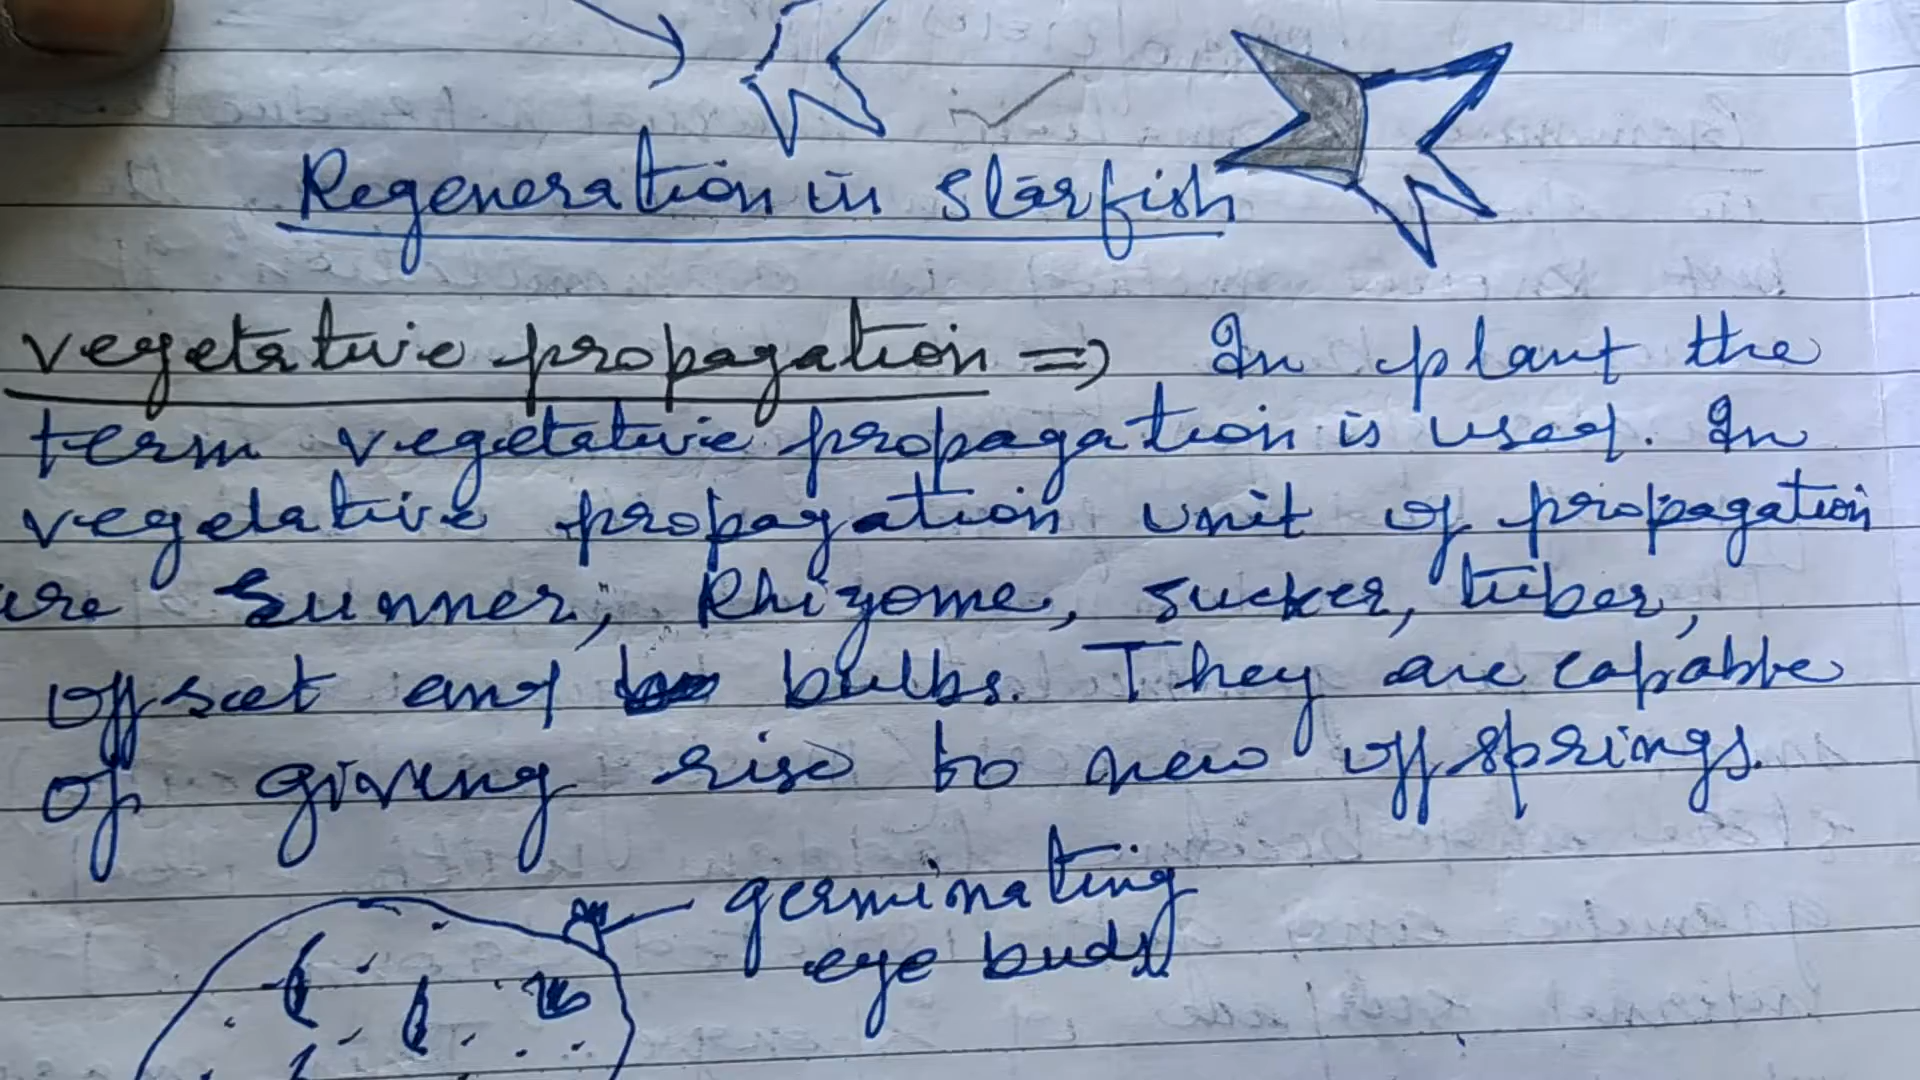 Regeneration in Starfish
vegetative propagation => In plant the
term vegetative propagation is used. In
vegetative propagation unit of propagation
are Sunner, Rhizome, sucker, tuber,
offset and bulbs. They are capable
of giving rise to new offsprings.
germinating
eye buds